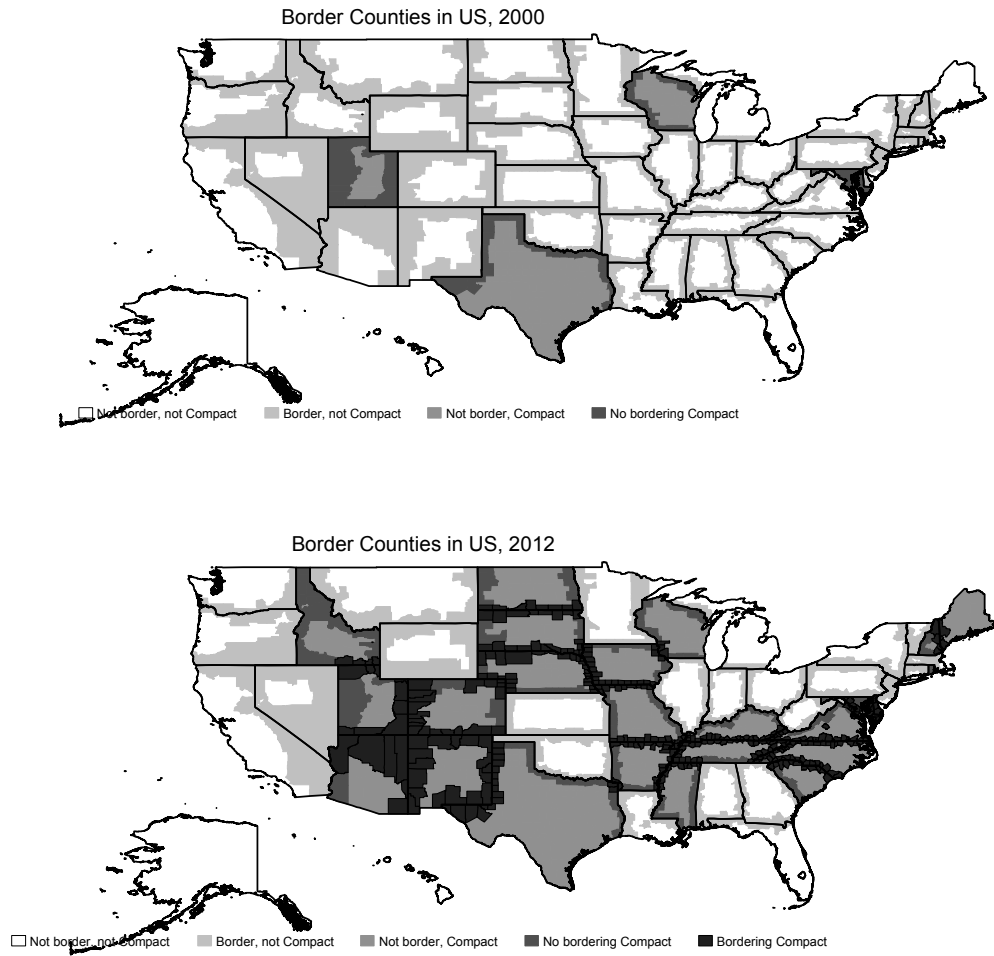 Border Counties in US, 2000
Not border, not Compact Border, not Compact Not border, Compact No bordering Compact
Border Counties in US, 2012
Not border, not Compact Border, not Compact Not border, Compact No bordering Compact Bordering Compact